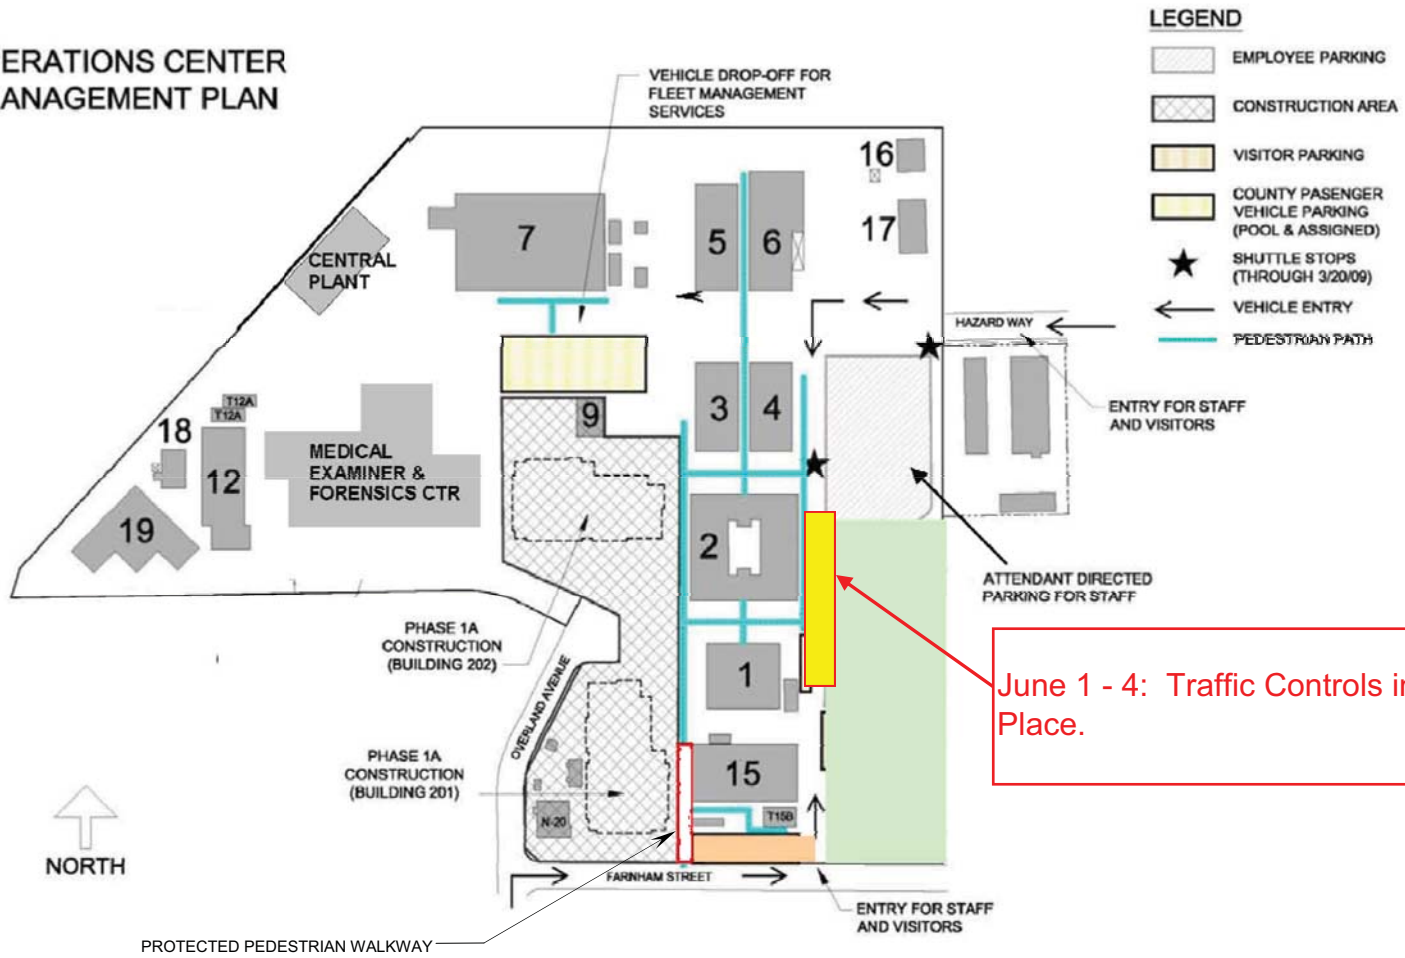 ERATIONS CENTER
ANAGEMENT PLAN
VEHICLE DROP-OFF FOR
FLEET MANAGEMENT
SERVICES
LEGEND
EMPLOYEE PARKING
CONSTRUCTION AREA
VISITOR PARKING
COUNTY PASENGER
VEHICLE PARKING
(POOL & ASSIGNED)
SHUTTLE STOPS
(THROUGH 3/20/09)
VEHICLE ENTRY
PEDESTRIAN PATH
16
17
7
5
6
CENTRAL
PLANT
HAZARD WAY
ENTRY FOR STAFF
AND VISITORS
3
4
9
T12A
T12A
18
12
19
MEDICAL
EXAMINER &
FORENSICS CTR
2
ATTENDANT DIRECTED
PARKING FOR STAFF
PHASE 1A
CONSTRUCTION
(BUILDING 202)
OVERLAND AVENUE
1
June 1 - 4: Traffic Controls in
Place.
PHASE 1A
CONSTRUCTION
(BUILDING 201)
15
N-20
T15B
NORTH
FARNHAM STREET
ENTRY FOR STAFF
AND VISITORS
PROTECTED PEDESTRIAN WALKWAY